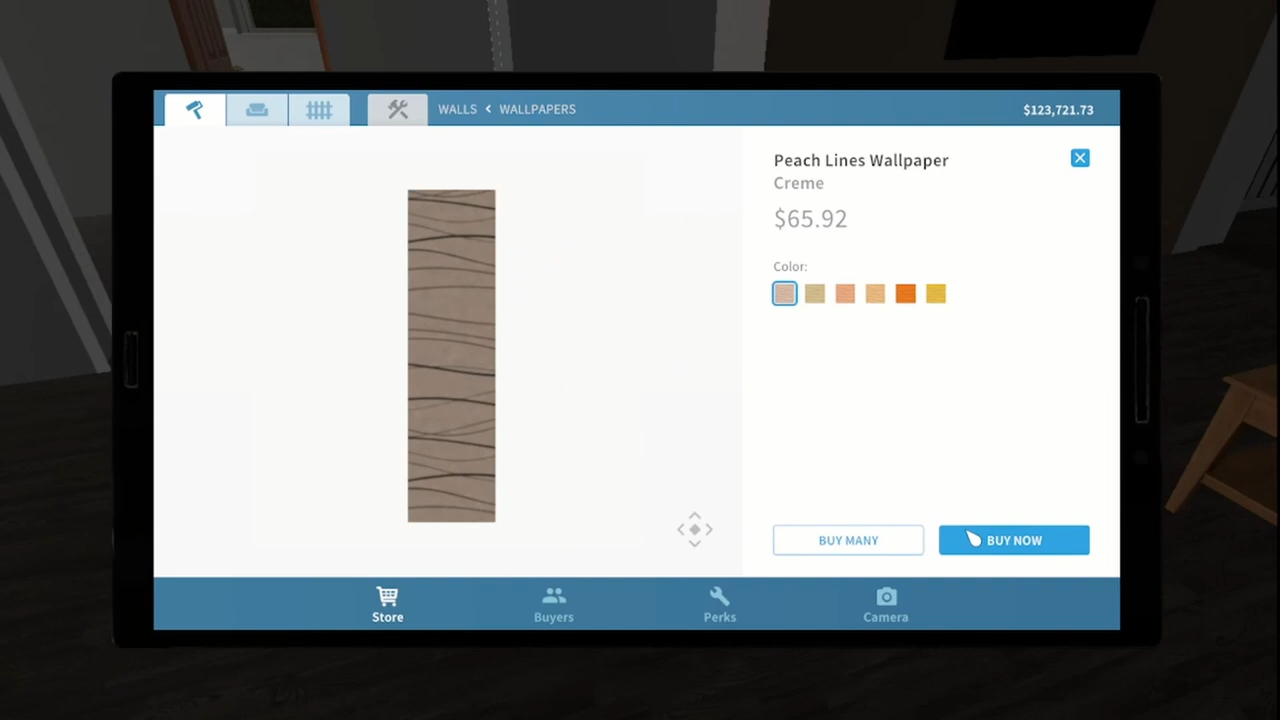 WALLS < WALLPAPERS
$123,721.73
Peach Lines Wallpaper
Creme
$65.92
Color:
BUY MANY
BUY NOW
Store
Buyers
Perks
Camera